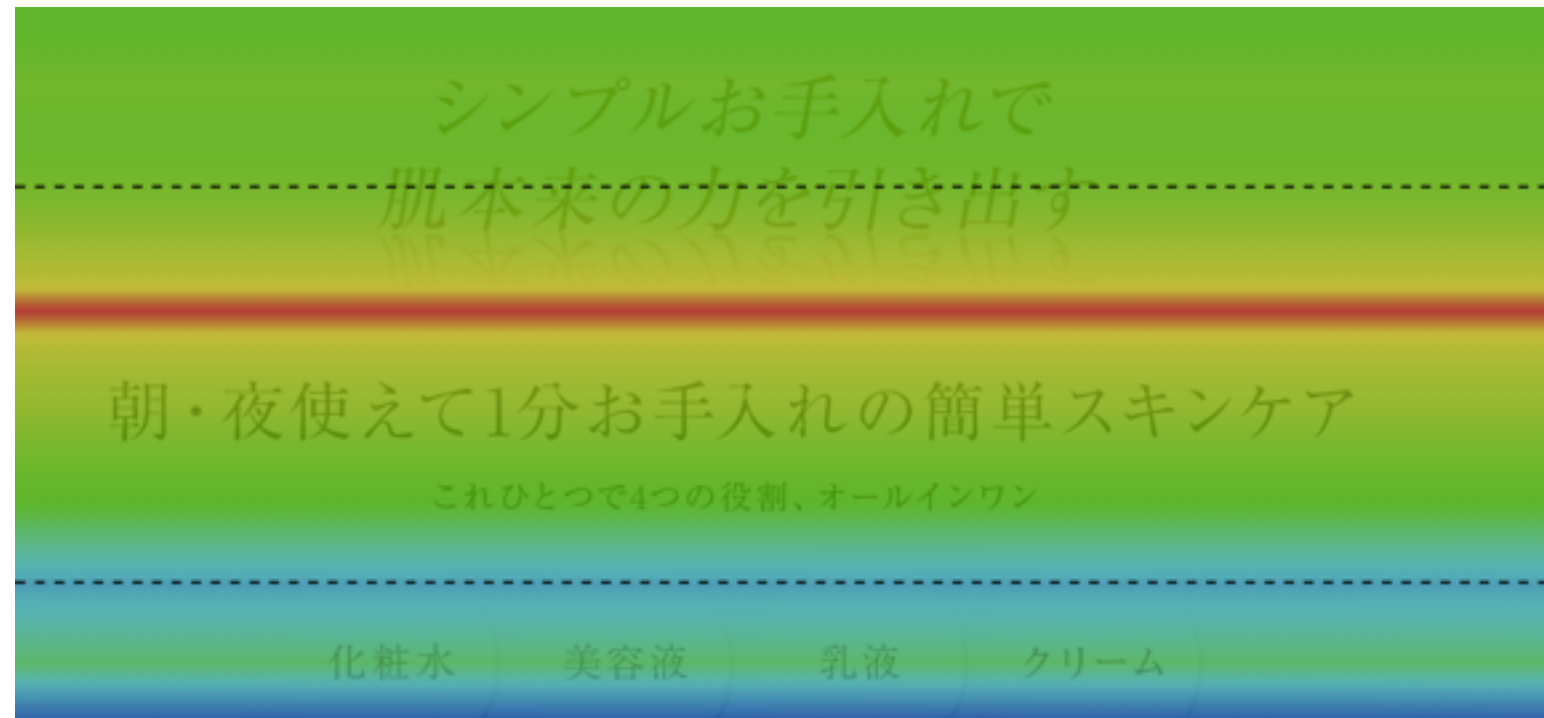 シンプルお手入れで
肌本来の力を引き出す
朝・夜使えて1分お手入れの簡単スキンケア
これひとつで4つの役割、オールインワン
化粧水 美容液 乳液 クリーム